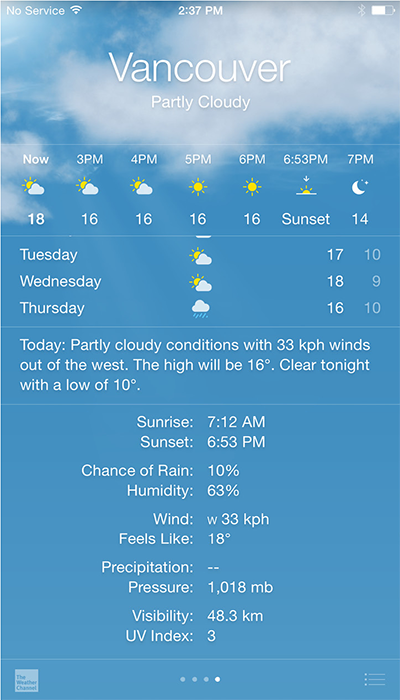 No Service 2:37 PM
Vancouver
Partly Cloudy
Now 3PM 4PM 5PM 6PM 6:53PM 7PM
18 16 16 16 16 Sunset 14
Tuesday 17 10
Wednesday 18 9
Thursday 16 10
Today: Partly cloudy conditions with 33 kph winds
out of the west. The high will be 16°. Clear tonight
with a low of 10°.
Sunrise: 7:12 AM
Sunset: 6:53 PM
Chance of Rain: 10%
Humidity: 63%
Wind: W 33 kph
Feels Like: 18°
Precipitation: --
Pressure: 1,018 mb
Visibility: 48.3 km
UV Index: 3
The
Weather
Channel